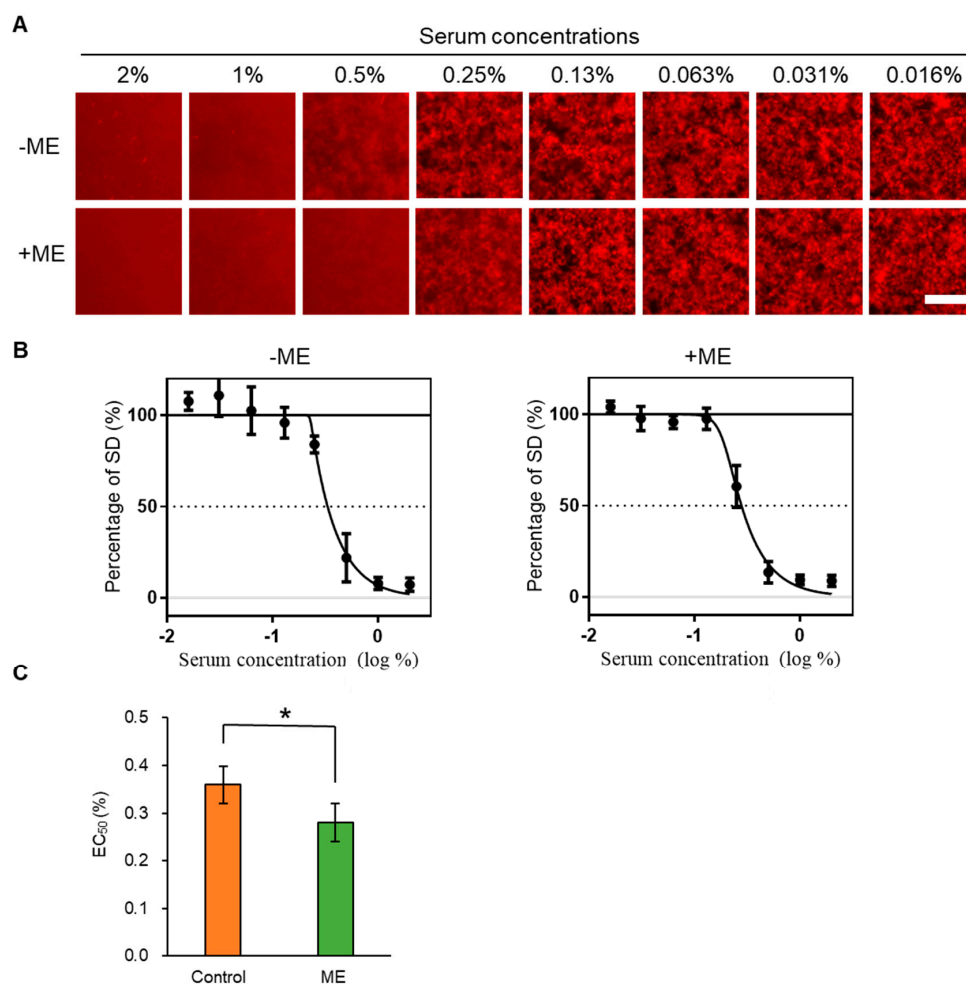 A
Serum concentrations
2% 1% 0.5% 0.25% 0.13% 0.063% 0.031% 0.016%
-ME
+ME
B
-ME
+ME
Percentage of SD (%)
100
50
0
-2 -1 0
Serum concentration (log %)
Percentage of SD (%)
100
50
0
-2 -1 0
Serum concentration (log %)
C
*
EC50 (%)
0.5
0.4
0.3
0.2
0.1
0.0
Control ME